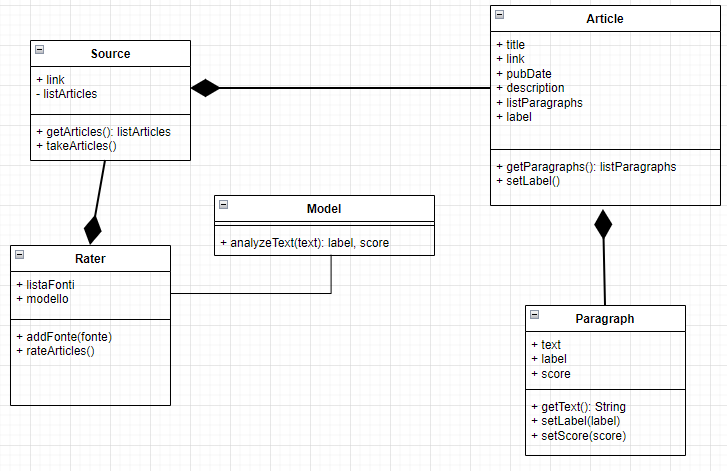 Source
+ link
- listArticles
+ getArticles(): listArticles
+ takeArticles()
Article
+ title
+ link
+ pubDate
+ description
+ listParagraphs
+ label
+ getParagraphs(): listParagraphs
+ setLabel()
Model
+ analyzeText(text): label, score
Rater
+ listaFonti
+ modello
+ addFonte(fonte)
+ rateArticles()
Paragraph
+ text
+ label
+ score
+ getText(): String
+ setLabel(label)
+ setScore(score)